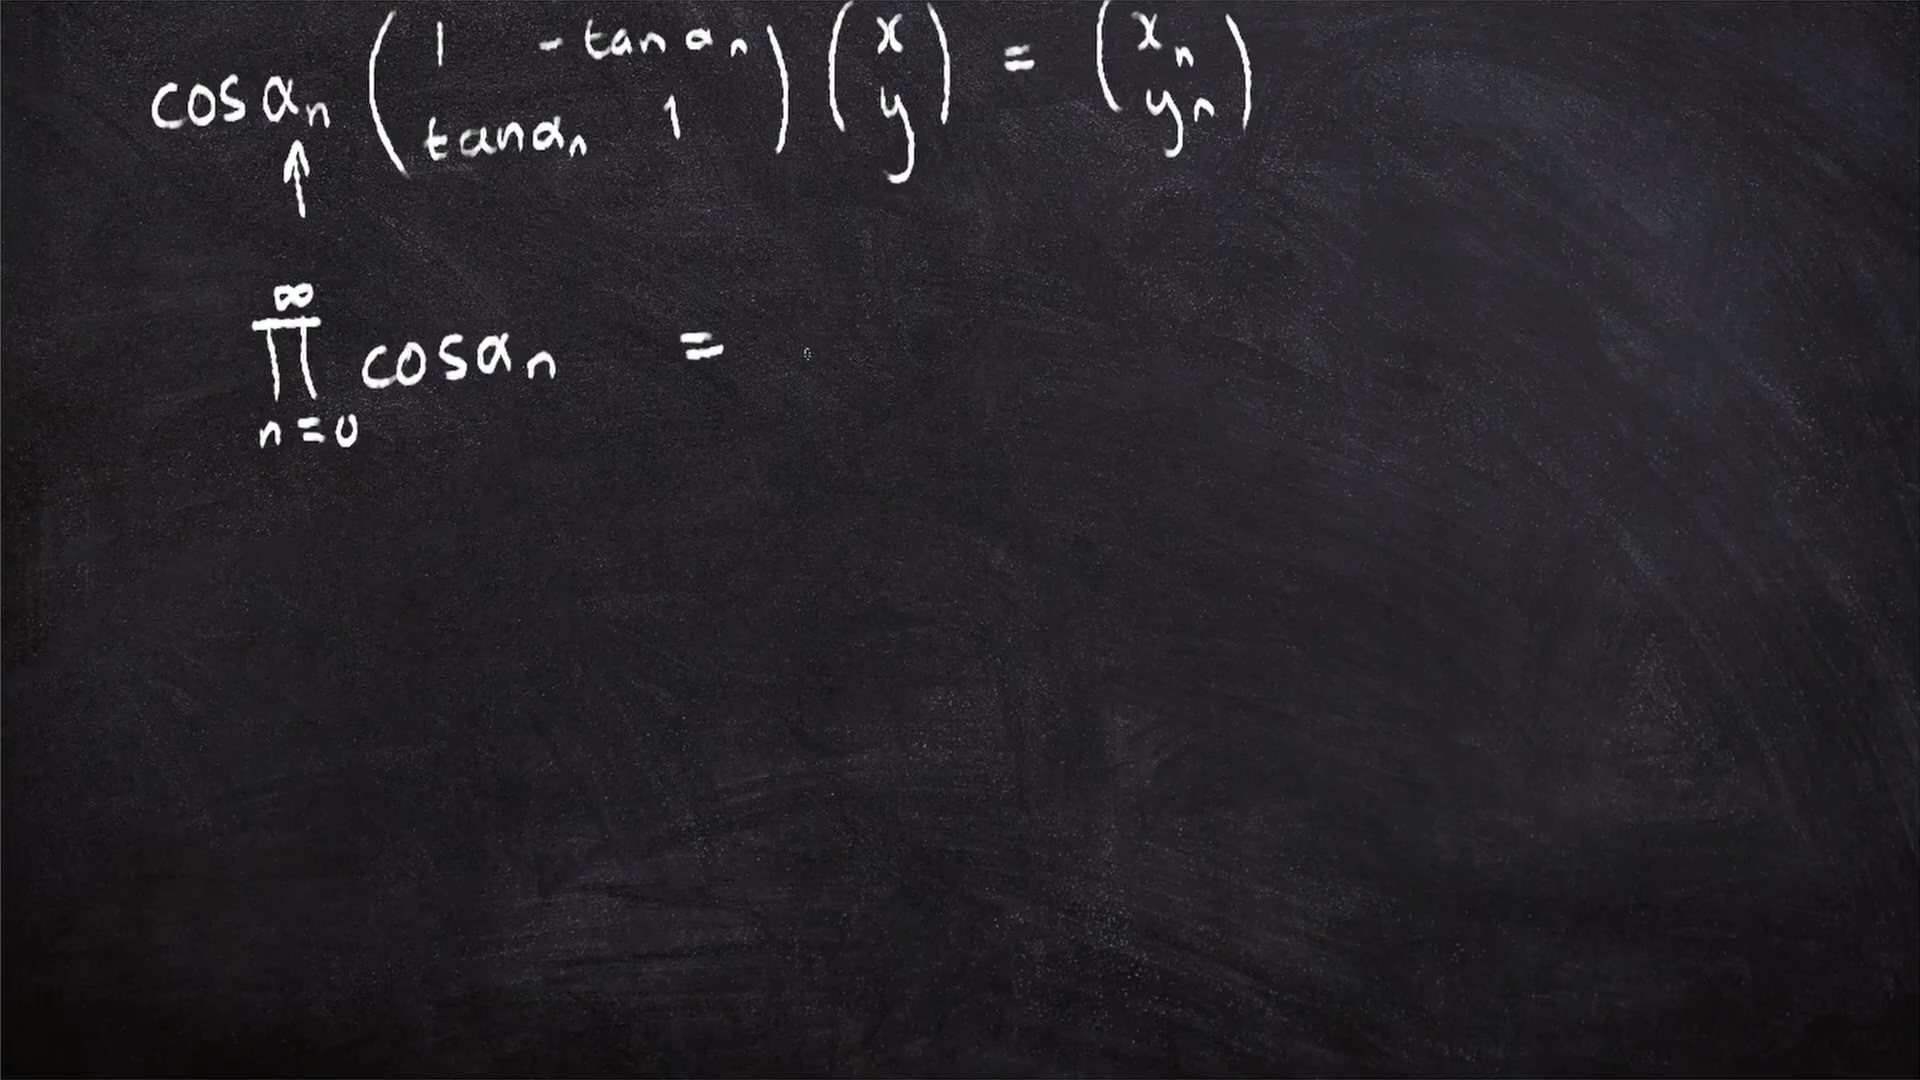 cos αₙ ( 1 - tan αₙ ) ( x ) = ( xₙ )
tan αₙ 1 y yₙ
↑
∞
∏ cos αₙ =
n = 0